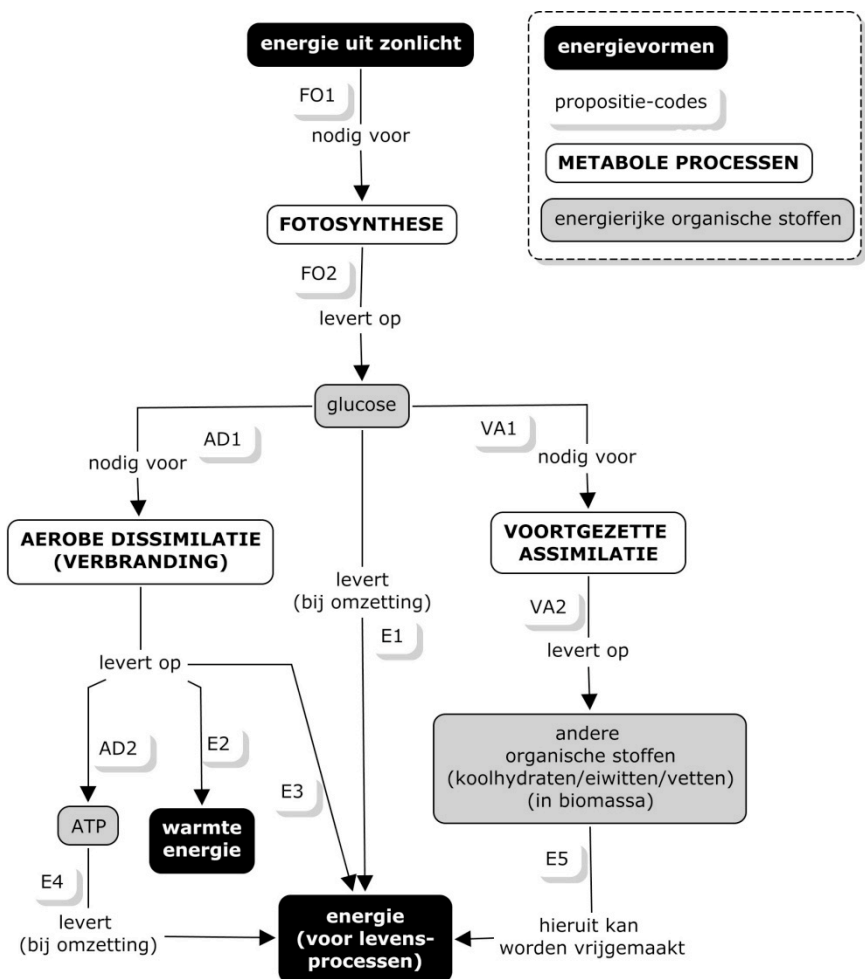 energie uit zonlicht
FO1
nodig voor
FOTOSYNTHESE
FO2
levert op
glucose
AD1
nodig voor
AEROBE DISSIMILATIE
(VERBRANDING)
levert op
AD2
ATP
E4
levert
(bij omzetting)
E2
warmte
energie
E3
levert
(bij omzetting)
E1
energie
(voor levens-
processen)
VA1
nodig voor
VOORTGEZETTE
ASSIMILATIE
VA2
levert op
andere
organische stoffen
(koolhydraten/eiwitten/vetten)
(in biomassa)
E5
hieruit kan
worden vrijgemaakt
energievormen
propositie-codes
METABOLE PROCESSEN
energierijke organische stoffen